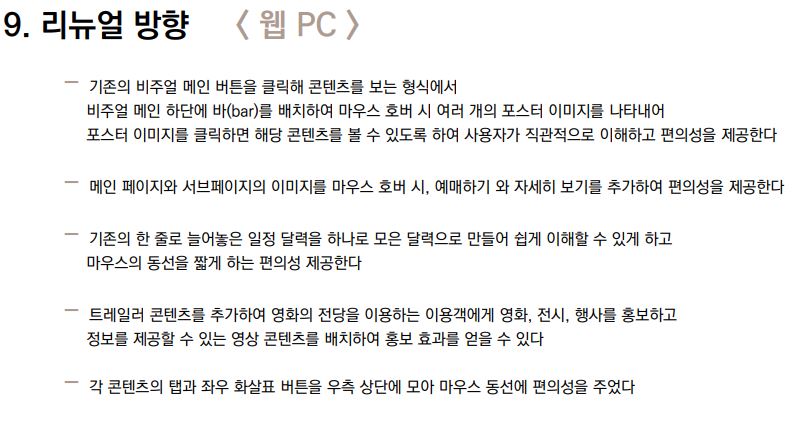 9. 리뉴얼 방향 〈 웹 PC 〉
— 기존의 비주얼 메인 버튼을 클릭해 콘텐츠를 보는 형식에서
비주얼 메인 하단에 바(bar)를 배치하여 마우스 호버 시 여러 개의 포스터 이미지를 나타내어
포스터 이미지를 클릭하면 해당 콘텐츠를 볼 수 있도록 하여 사용자가 직관적으로 이해하고 편의성을 제공한다
— 메인 페이지와 서브페이지의 이미지를 마우스 호버 시, 예매하기 와 자세히 보기를 추가하여 편의성을 제공한다
— 기존의 한 줄로 늘어놓은 일정 달력을 하나로 모은 달력으로 만들어 쉽게 이해할 수 있게 하고
마우스의 동선을 짧게 하는 편의성 제공한다
— 트레일러 콘텐츠를 추가하여 영화의 전당을 이용하는 이용객에게 영화, 전시, 행사를 홍보하고
정보를 제공할 수 있는 영상 콘텐츠를 배치하여 홍보 효과를 얻을 수 있다
— 각 콘텐츠의 탭과 좌우 화살표 버튼을 우측 상단에 모아 마우스 동선에 편의성을 주었다